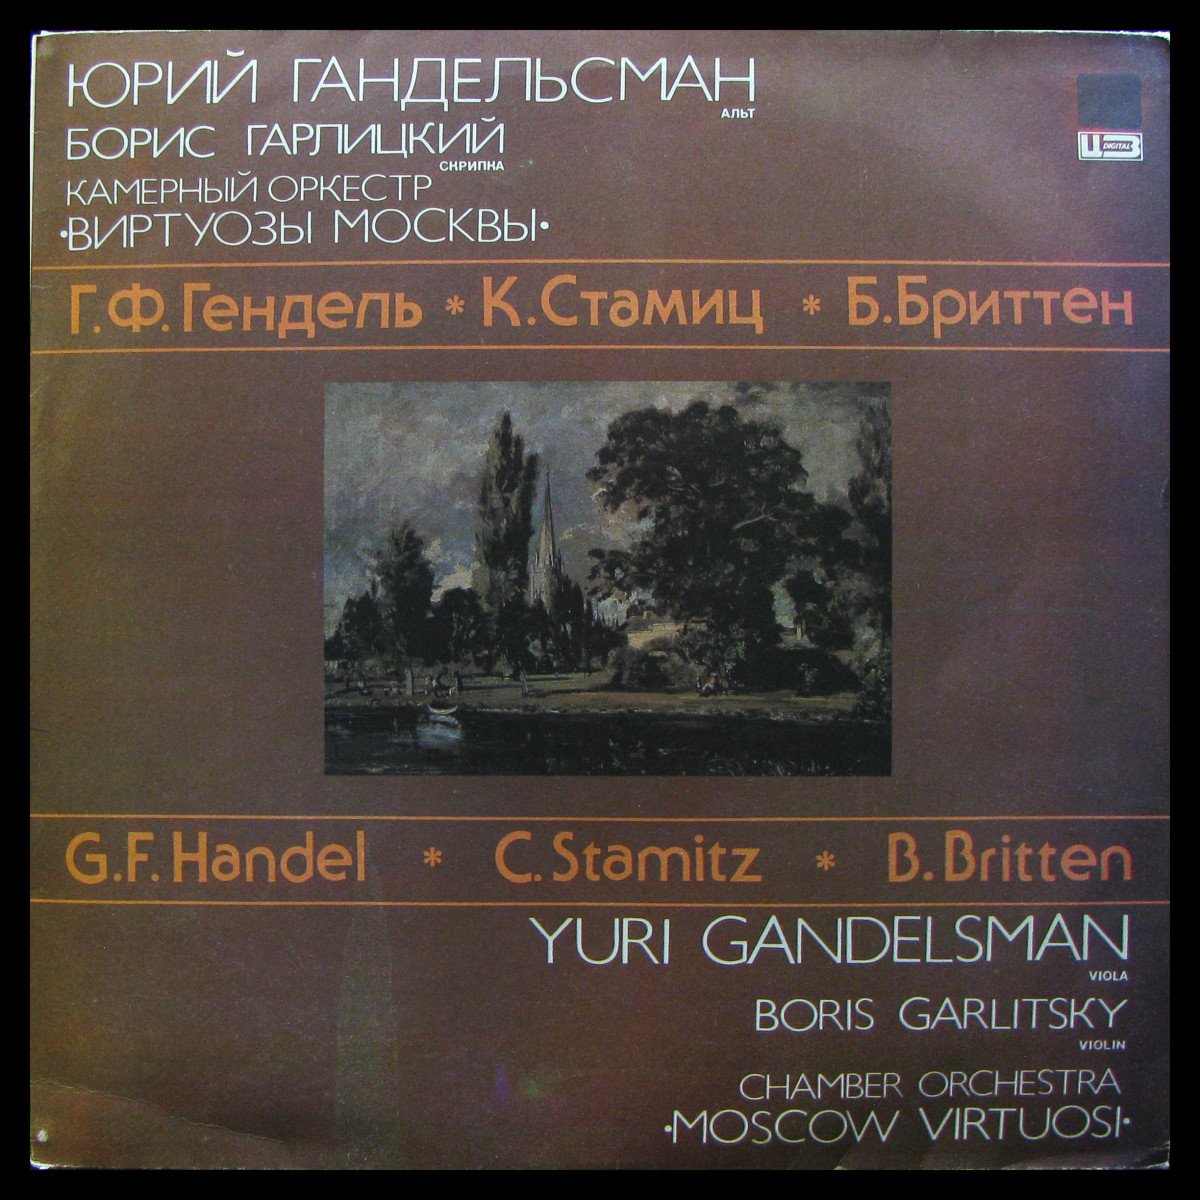 ЮРИЙ ГАНДЕЛЬСМАН
АЛЬТ
БОРИС ГАРЛИЦКИЙ
СКРИПКА
КАМЕРНЫЙ ОРКЕСТР
•ВИРТУОЗЫ МОСКВЫ•
ЦЗ DIGITAL
Г.Ф.Гендель * К.Стамиц * Б.Бриттен
G.F.Handel * C.Stamitz * B.Britten
YURI GANDELSMAN
VIOLA
BORIS GARLITSKY
VIOLIN
CHAMBER ORCHESTRA
•MOSCOW VIRTUOSI•